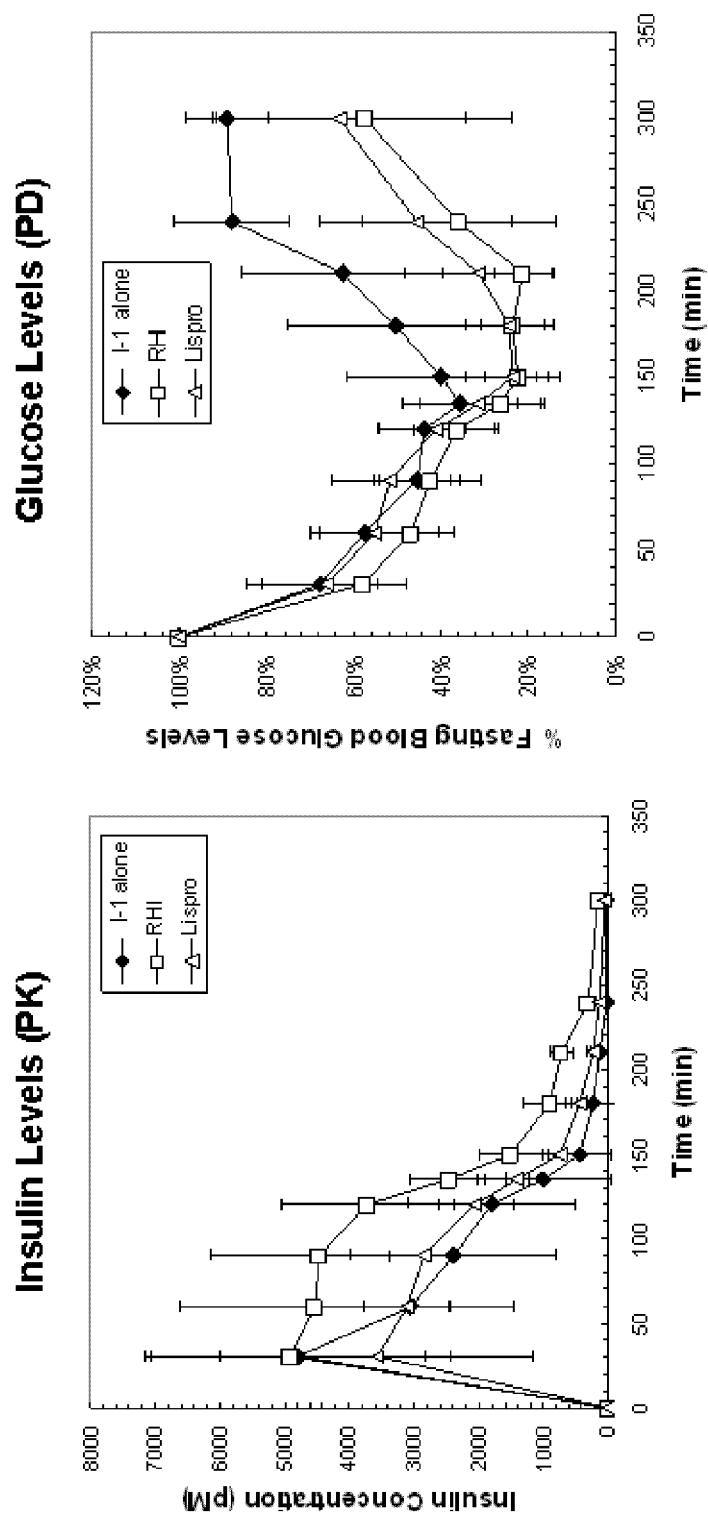 Insulin Levels (PK)
Insulin Concentration (pM)
8000
7000
6000
5000
4000
3000
2000
1000
0
I-1 alone
RHI
Lispro
0
50
100
150
200
250
300
350
Time (min)
Glucose Levels (PD)
% Fasting Blood Glucose Levels
120%
100%
80%
60%
40%
20%
0%
I-1 alone
RHI
Lispro
0
50
100
150
200
250
300
350
Time (min)